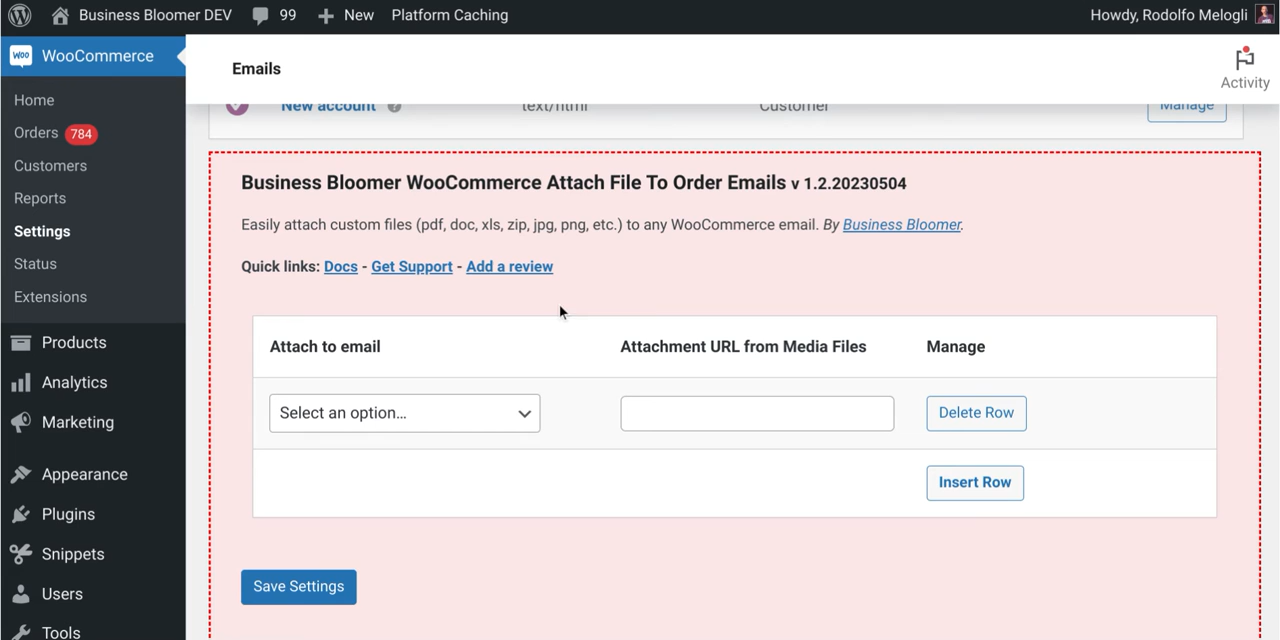 Business Bloomer DEV 99 New Platform Caching Howdy, Rodolfo Melogli
WOO WooCommerce
Emails
Activity
Home
Orders 784
Customers
Reports
Settings
Status
Extensions
Products
Analytics
Marketing
Appearance
Plugins
Snippets
Users
Tools
New account ? text/html Customer Manage
Business Bloomer WooCommerce Attach File To Order Emails v 1.2.20230504
Easily attach custom files (pdf, doc, xls, zip, jpg, png, etc.) to any WooCommerce email. By Business Bloomer.
Quick links: Docs - Get Support - Add a review
Attach to email Attachment URL from Media Files Manage
Select an option... Delete Row
Insert Row
Save Settings